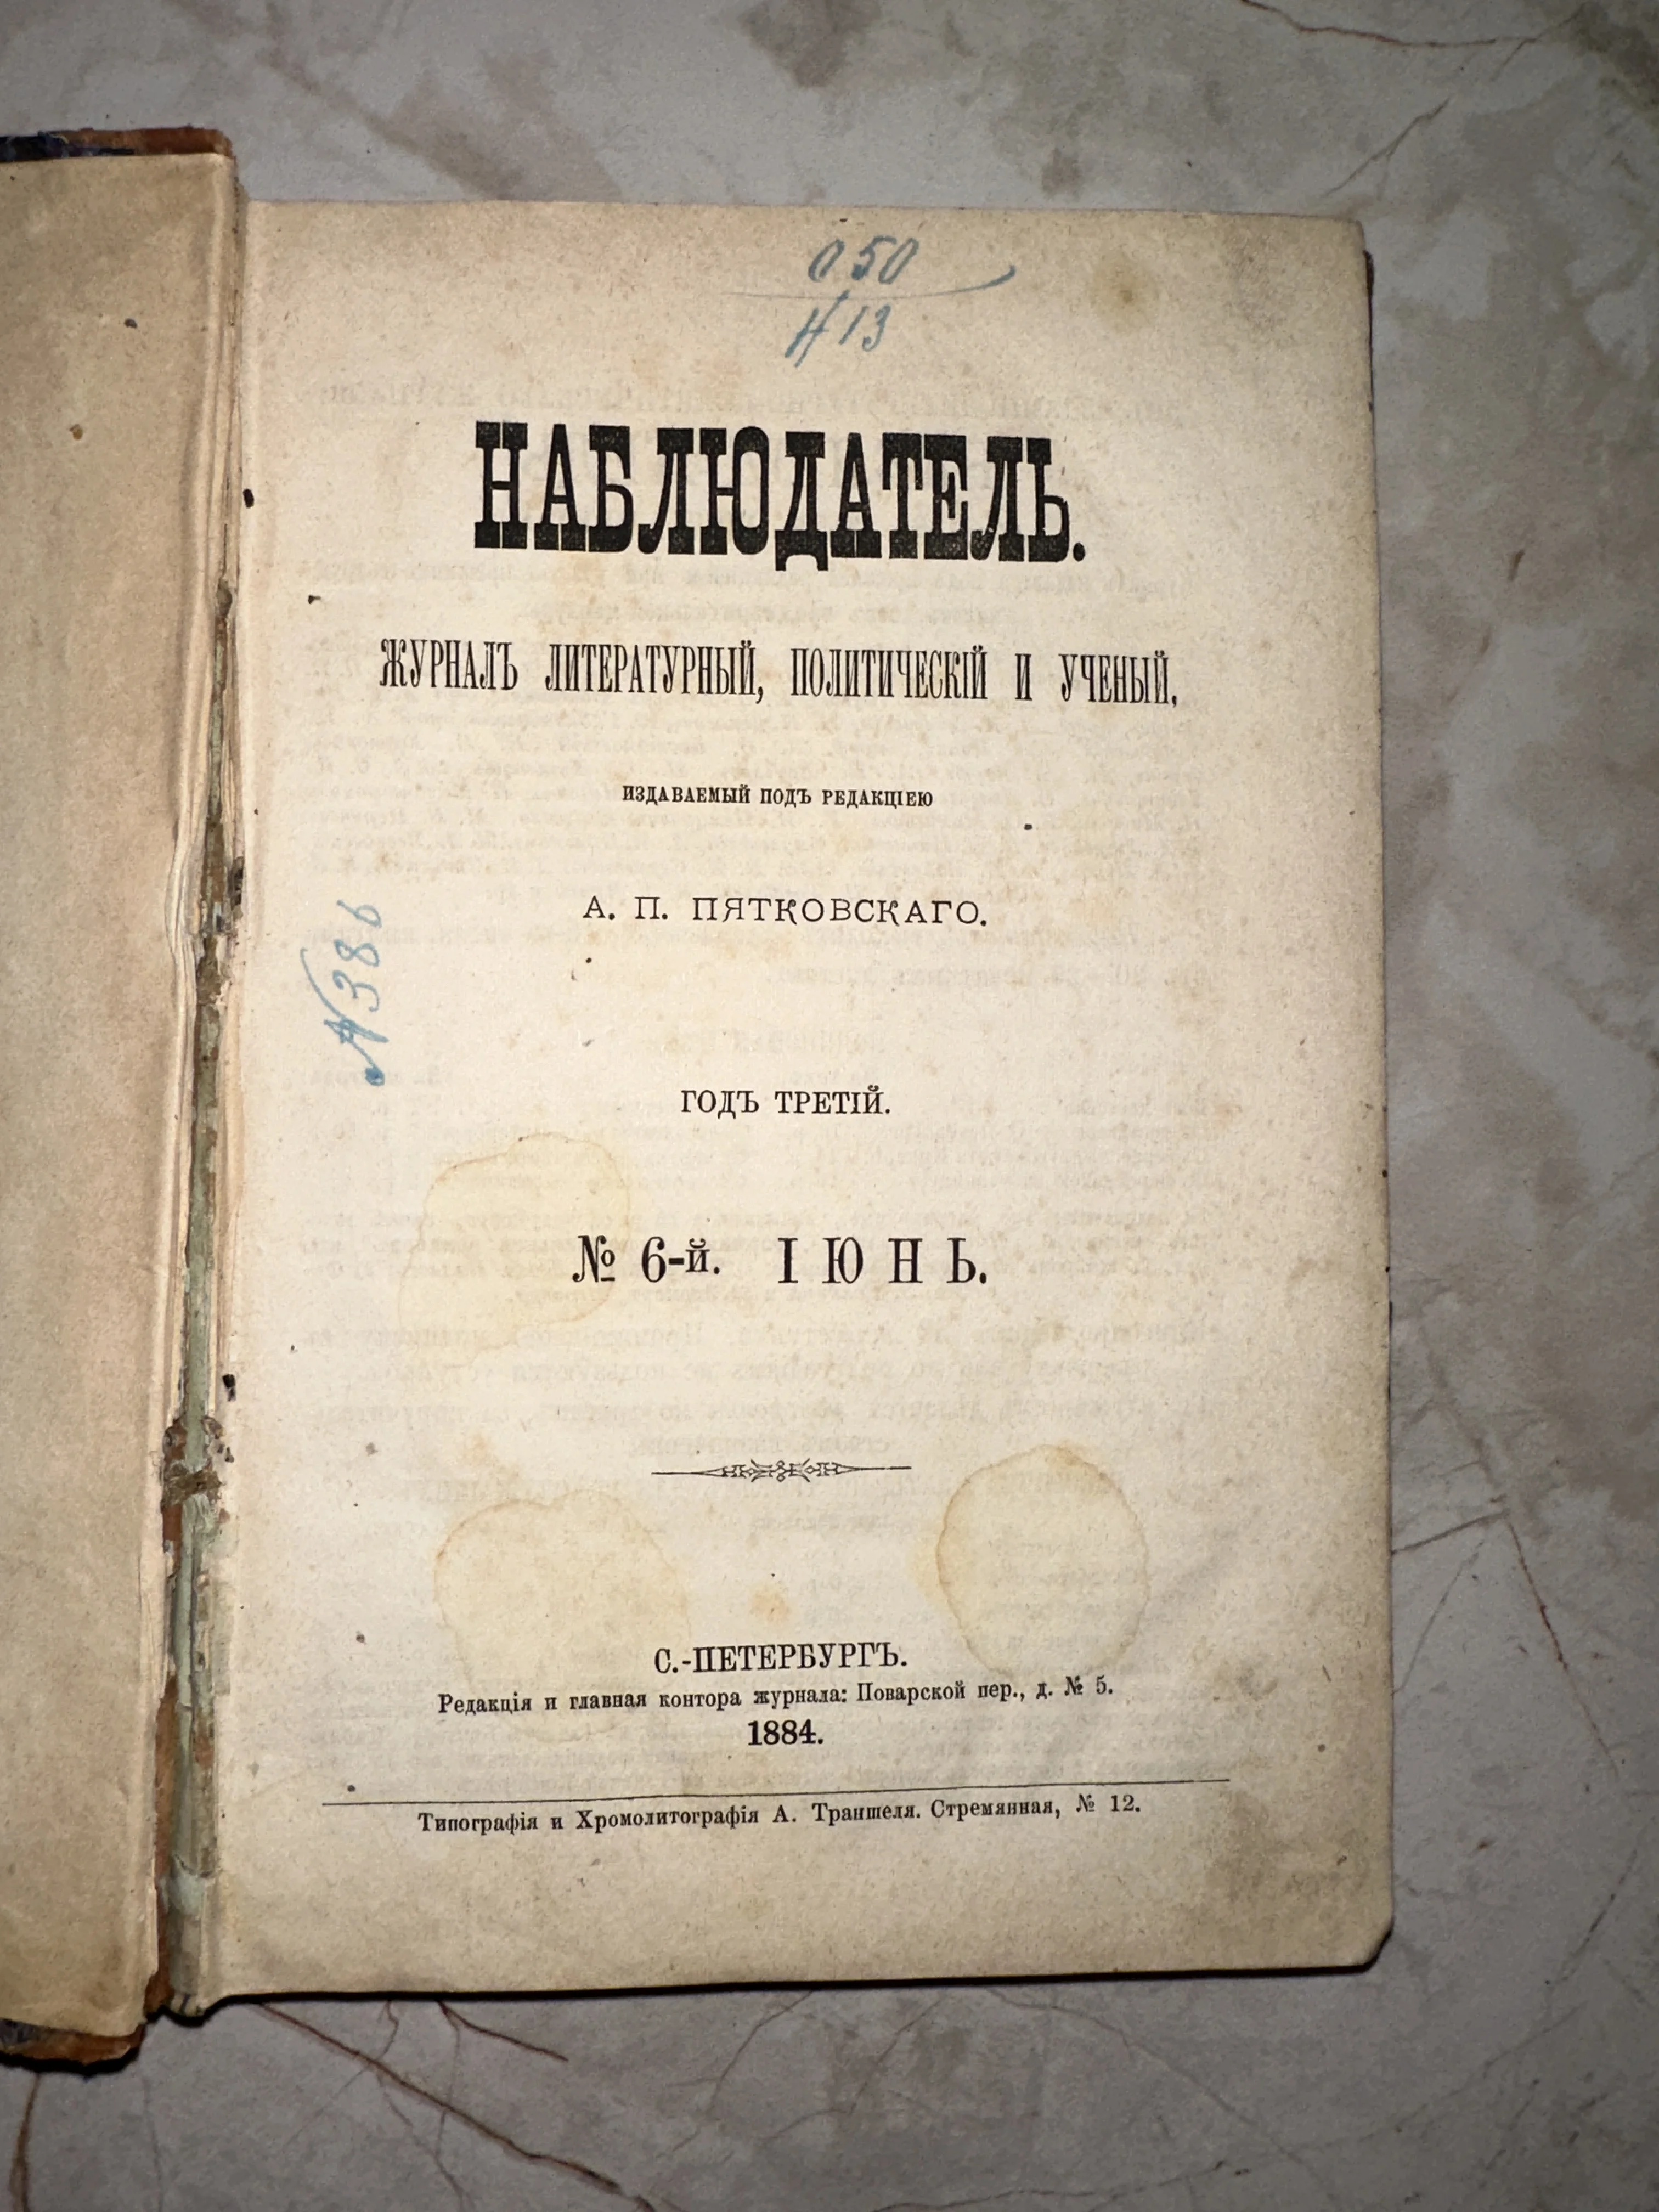 050
Н13
НАБЛЮДАТЕЛЬ.
ЖУРНАЛЪ ЛИТЕРАТУРНЫЙ, ПОЛИТИЧЕСКІЙ И УЧЕНЫЙ,
ИЗДАВАЕМЫЙ ПОДЪ РЕДАКЦІЕЮ
А. П. ПЯТКОВСКАГО.
N386
ГОДЪ ТРЕТІЙ.
№ 6-й. ІЮНЬ.
С.-ПЕТЕРБУРГЪ.
Редакція и главная контора журнала: Поварской пер., д. № 5.
1884.
Типографія и Хромолитографія А. Траншеля. Стремянная, № 12.